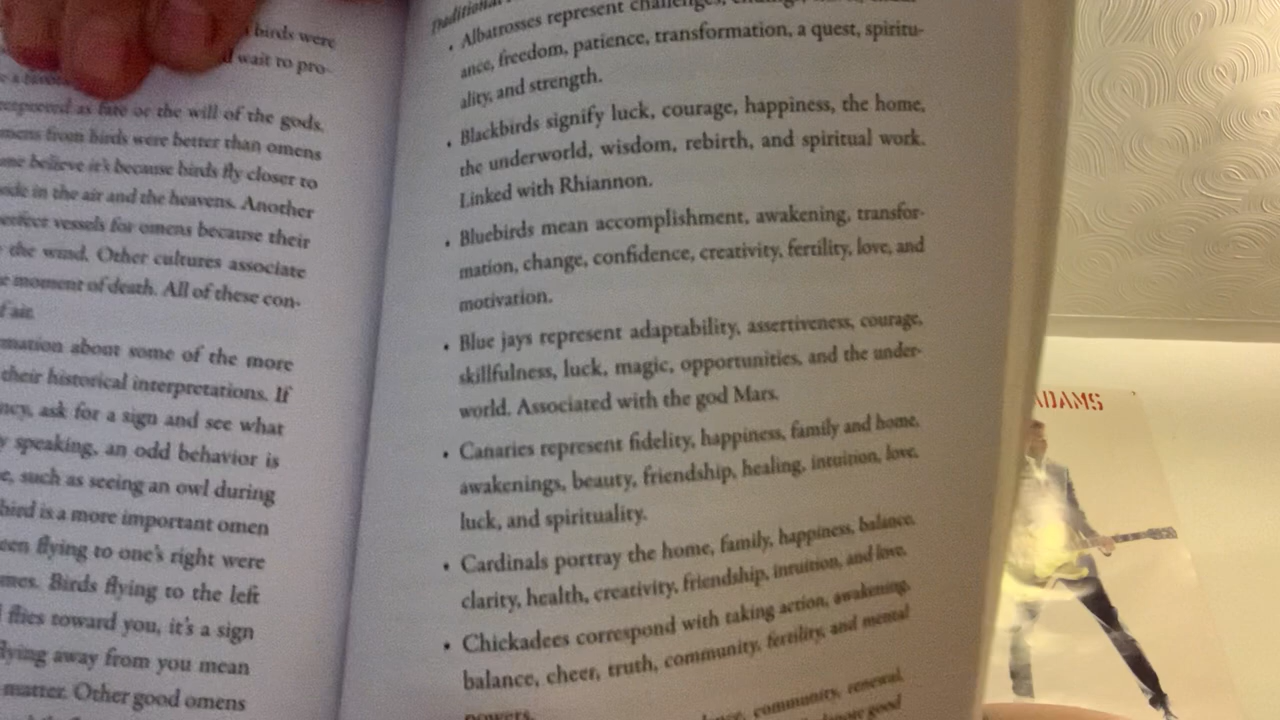 birds were
wait to pro-
as fate or the will of the gods.
from birds were better than omens
believe it's because birds fly closer to
in the air and the heavens. Another
perfect vessels for omens because their
the wind. Other cultures associate
moment of death. All of these con-
air.
about some of the more
their historical interpretations. If
ask for a sign and see what
speaking, an odd behavior is
such as seeing an owl during
bird is a more important omen
flying to one's right were
Birds flying to the left
flies toward you, it's a sign
flying away from you mean
matter. Other good omens
Traditional
• Albatrosses represent challenges,
ance, freedom, patience, transformation, a quest, spiritu-
ality, and strength.
• Blackbirds signify luck, courage, happiness, the home,
the underworld, wisdom, rebirth, and spiritual work.
Linked with Rhiannon.
• Bluebirds mean accomplishment, awakening, transfor-
mation, change, confidence, creativity, fertility, love, and
motivation.
• Blue jays represent adaptability, assertiveness, courage,
skillfulness, luck, magic, opportunities, and the under-
world. Associated with the god Mars.
• Canaries represent fidelity, happiness, family and home,
awakenings, beauty, friendship, healing, intuition, love,
luck, and spirituality.
• Cardinals portray the home, family, happiness, balance,
clarity, health, creativity, friendship, intuition, and love.
• Chickadees correspond with taking action, awakening,
balance, cheer, truth, community, fertility, and mental
powers.
community, renewal,
good
ADAMS